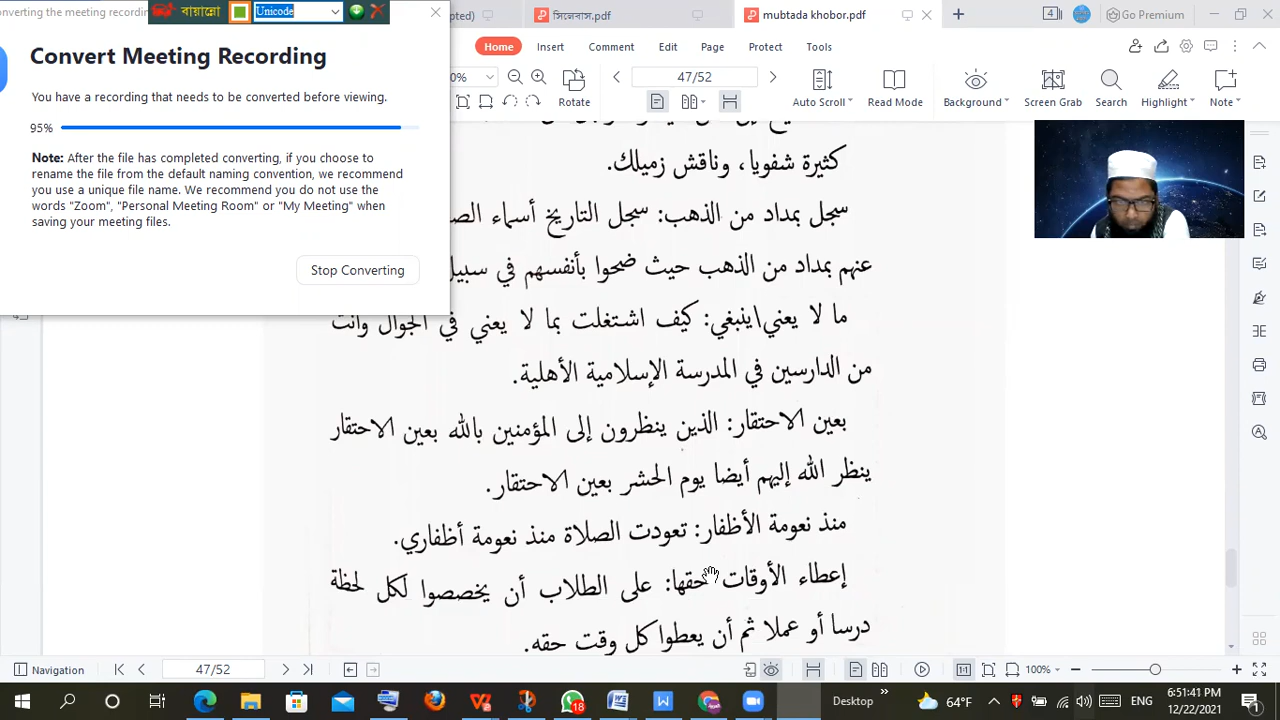 onverting the meeting recordin
বায়ান্নো
Unicode
Convert Meeting Recording
You have a recording that needs to be converted before viewing.
95%
Note: After the file has completed converting, if you choose to
rename the file from the default naming convention, we recommend
you use a unique file name. We recommend you do not use the
words "Zoom", "Personal Meeting Room" or "My Meeting" when
saving your meeting files.
Stop Converting
সিলেবাস.pdf
mubtada khobor.pdf
4
Go Premium
Home Insert Comment Edit Page Protect Tools
0% 47/52
Rotate Auto Scroll Read Mode Background Screen Grab Search Highlight Note
كثيرة شفويا، وناقش زميلك.
سجل بمداد من الذهب: سجل التاريخ أسماء
عنهم بمداد من الذهب حيث ضحوا بأنفسهم في سبيل
ما لا يعني\ينبغي: كيف اشتغلت بما لا يعني في الجوال وأنت
من الدارسين في المدرسة الإسلامية الأهلية.
بعين الاحتقار: الذين ينظرون إلى المؤمنين بالله بعين الاحتقار
ينظر الله إليهم أيضا يوم الحشر بعين الاحتقار.
منذ نعومة الأظفار: تعودت الصلاة منذ نعومة أظفاري.
إعطاء الأوقات حقها: على الطلاب أن يخصصوا لكل لحظة
درسا أو عملا ثم أن يعطوا كل وقت حقه.
Navigation 47/52 100%
18
Desktop
64°F
6:51:41 PM
12/22/2021